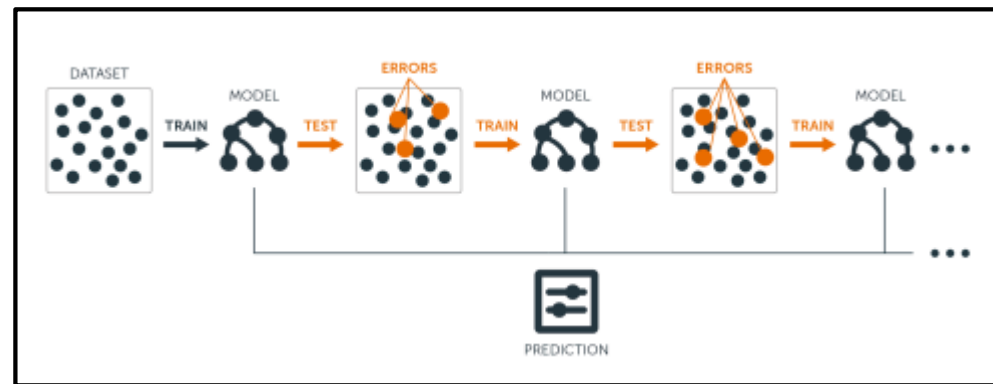 DATASET
MODEL
ERRORS
MODEL
ERRORS
MODEL
TRAIN
TEST
TRAIN
TEST
TRAIN
PREDICTION